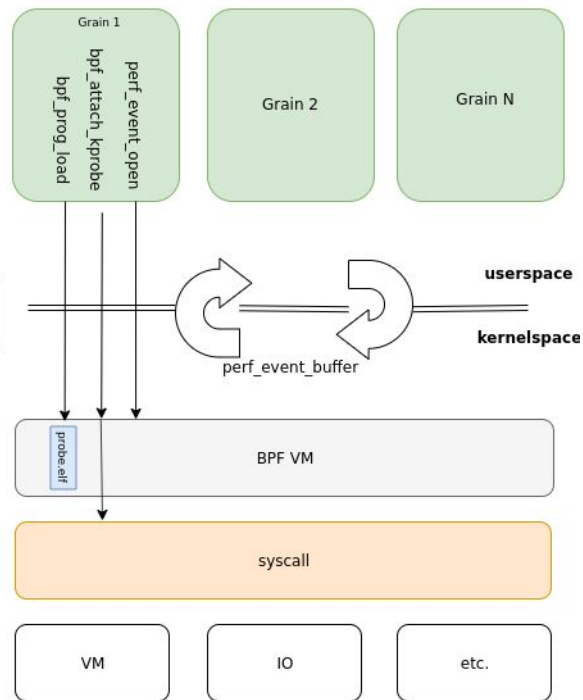 Grain 1
bpf_prog_load
bpf_attach_kprobe
perf_event_open
Grain 2
Grain N
userspace
kernelspace
perf_event_buffer
probe.elf
BPF VM
syscall
VM
IO
etc.